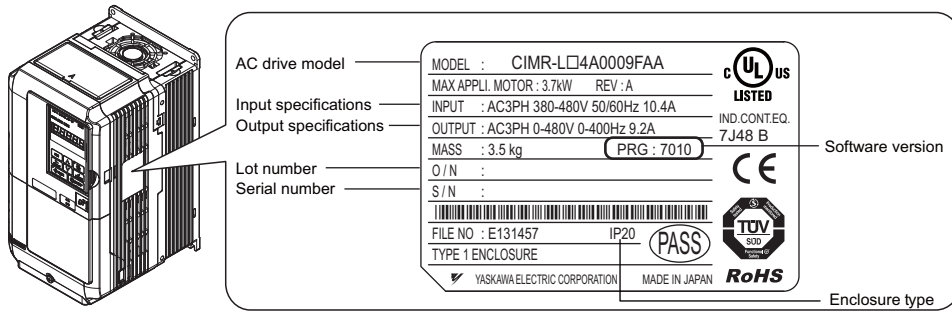 AC drive model
Input specifications
Output specifications
Lot number
Serial number
MODEL : CIMR-L□4A0009FAA
MAX APPLI. MOTOR : 3.7kW REV : A
INPUT : AC3PH 380-480V 50/60Hz 10.4A
OUTPUT : AC3PH 0-480V 0-400Hz 9.2A
MASS : 3.5 kg PRG : 7010
O / N :
S / N :
FILE NO : E131457 IP20
TYPE 1 ENCLOSURE
PASS
YASKAWA ELECTRIC CORPORATION MADE IN JAPAN
C UL US
LISTED
IND.CONT.EQ.
7J48 B
CE
TÜV
SÜD
Functional
Safety
RoHS
Software version
Enclosure type